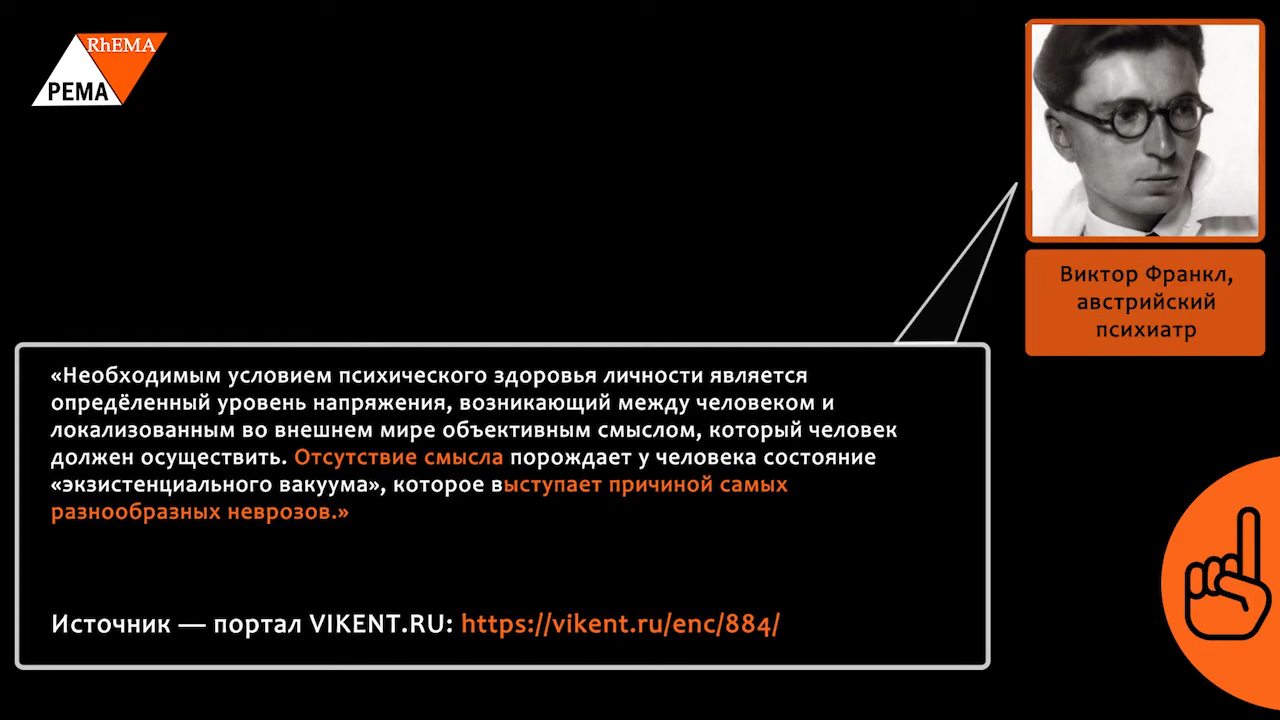 RhEMA
РЕМА
Виктор Франкл,
австрийский
психиатр
«Необходимым условием психического здоровья личности является
определённый уровень напряжения, возникающий между человеком и
локализованным во внешнем мире объективным смыслом, который человек
должен осуществить. Отсутствие смысла порождает у человека состояние
«экзистенциального вакуума», которое выступает причиной самых
разнообразных неврозов.»
Источник — портал VIKENT.RU: https://vikent.ru/enc/884/